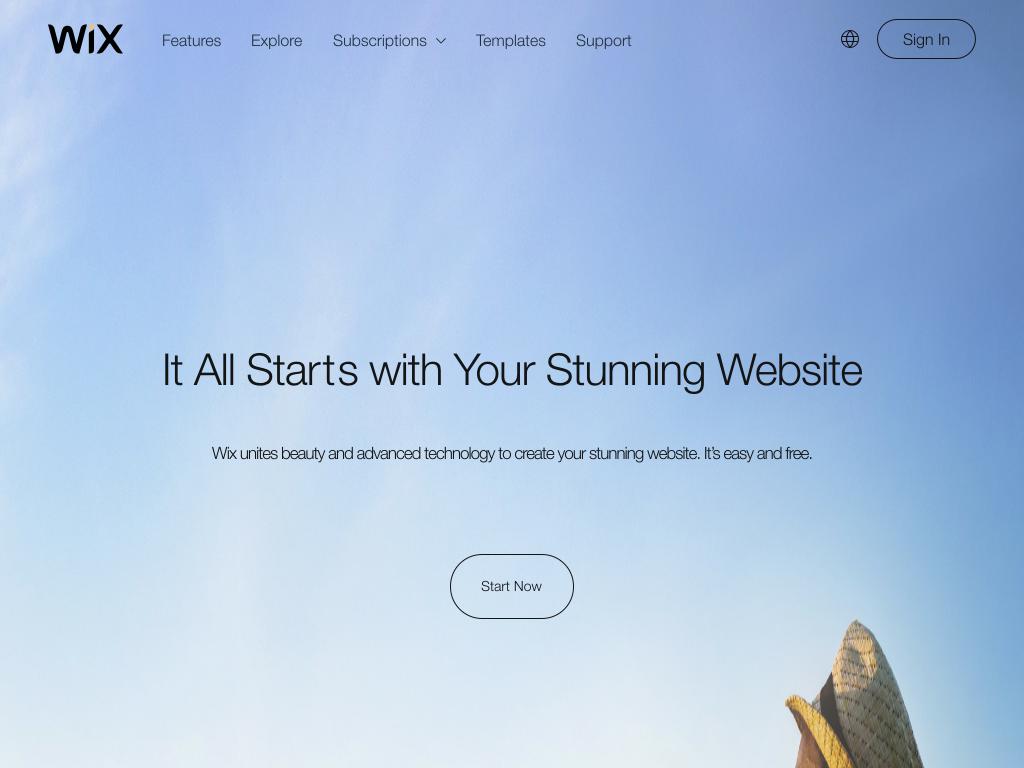 WiX
Features
Explore
Subscriptions
Templates
Support
Sign In
It All Starts with Your Stunning Website
Wix unites beauty and advanced technology to create your stunning website. It's easy and free.
Start Now